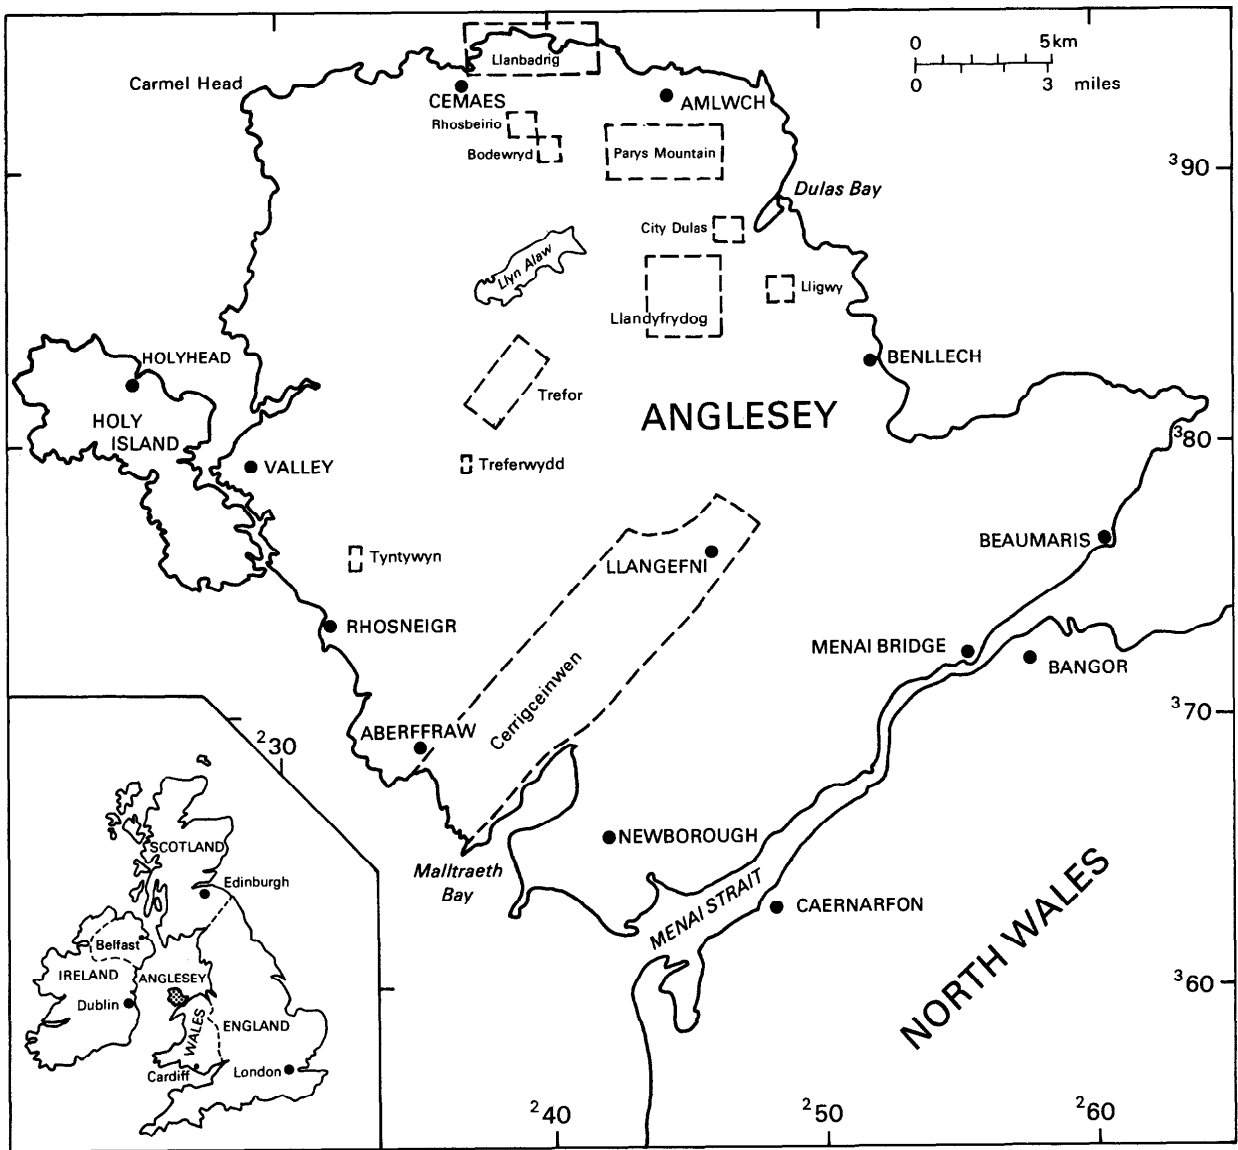 0 5km
0 3 miles
Llanbadrig
Carmel Head
CEMAES
AMLWCH
Rhosbeirio
Bodewryd
Parys Mountain
³90
Dulas Bay
City Dulas
Llyn Alaw
Lligwy
Llandyfrydog
HOLYHEAD
BENLLECH
Trefor
ANGLESEY
HOLY
ISLAND
³80
VALLEY
Treferwydd
BEAUMARIS
Tyntywyn
LLANGEFNI
RHOSNEIGR
MENAI BRIDGE
BANGOR
Cerrigceinwen
³70
ABERFFRAW
²30
NEWBOROUGH
Malltraeth
Bay
MENAI STRAIT
CAERNARFON
NORTH WALES
³60
SCOTLAND
Edinburgh
Belfast
IRELAND
ANGLESEY
Dublin
WALES
ENGLAND
Cardiff
London
²40
²50
²60